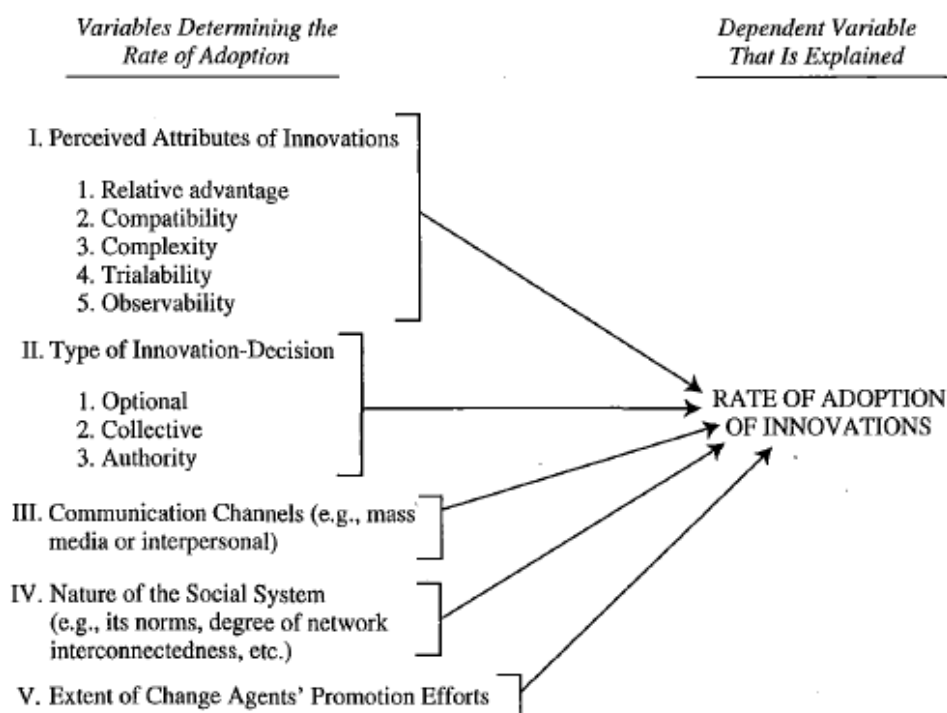 Variables Determining the
Rate of Adoption
Dependent Variable
That Is Explained
I. Perceived Attributes of Innovations
1. Relative advantage
2. Compatibility
3. Complexity
4. Trialability
5. Observability
II. Type of Innovation-Decision
1. Optional
2. Collective
3. Authority
RATE OF ADOPTION
OF INNOVATIONS
III. Communication Channels (e.g., mass
media or interpersonal)
IV. Nature of the Social System
(e.g., its norms, degree of network
interconnectedness, etc.)
V. Extent of Change Agents' Promotion Efforts